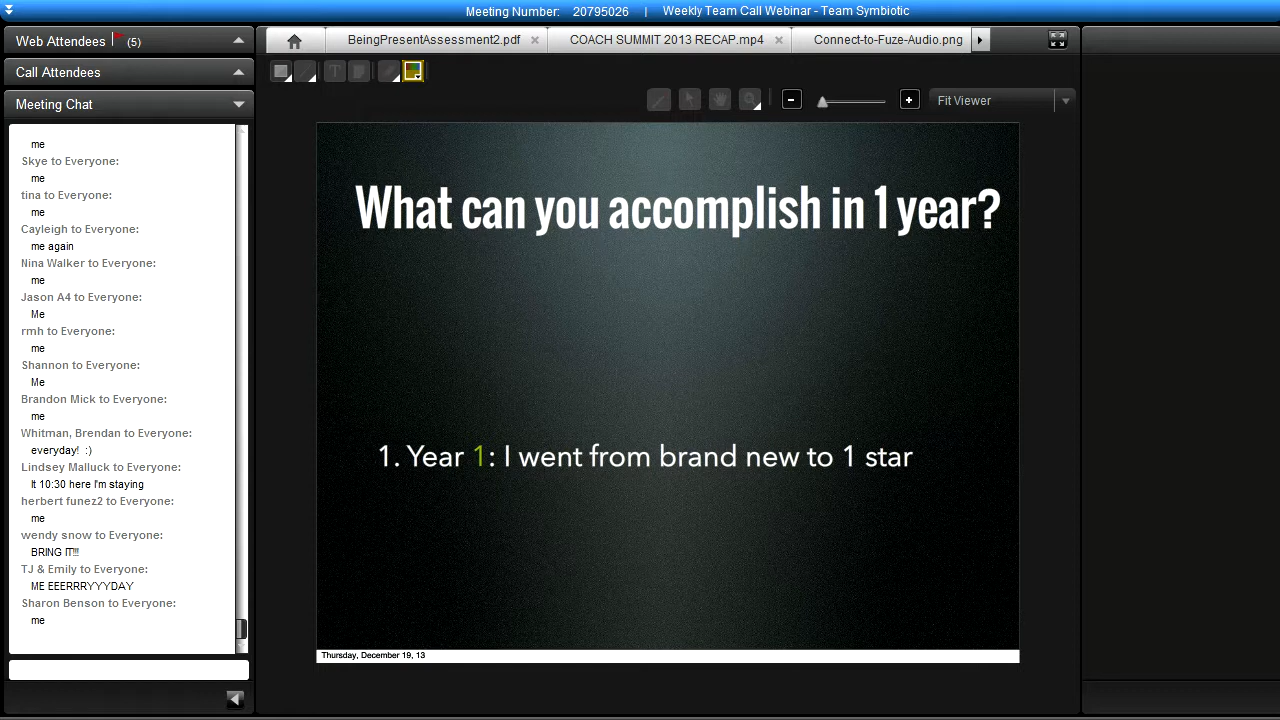 Meeting Number: 20795026 | Weekly Team Call Webinar - Team Symbiotic
Web Attendees (5)
Call Attendees
Meeting Chat
me
Skye to Everyone:
me
tina to Everyone:
me
Cayleigh to Everyone:
me again
Nina Walker to Everyone:
me
Jason A4 to Everyone:
Me
rmh to Everyone:
me
Shannon to Everyone:
Me
Brandon Mick to Everyone:
me
Whitman, Brendan to Everyone:
everyday! :)
Lindsey Malluck to Everyone:
It 10:30 here I'm staying
herbert funez2 to Everyone:
me
wendy snow to Everyone:
BRING IT!!!
TJ & Emily to Everyone:
ME EEERRRYYYDAY
Sharon Benson to Everyone:
me
BeingPresentAssessment2.pdf
COACH SUMMIT 2013 RECAP.mp4
Connect-to-Fuze-Audio.png
T
Fit Viewer
What can you accomplish in 1 year?
1. Year 1: I went from brand new to 1 star
Thursday, December 19, 13